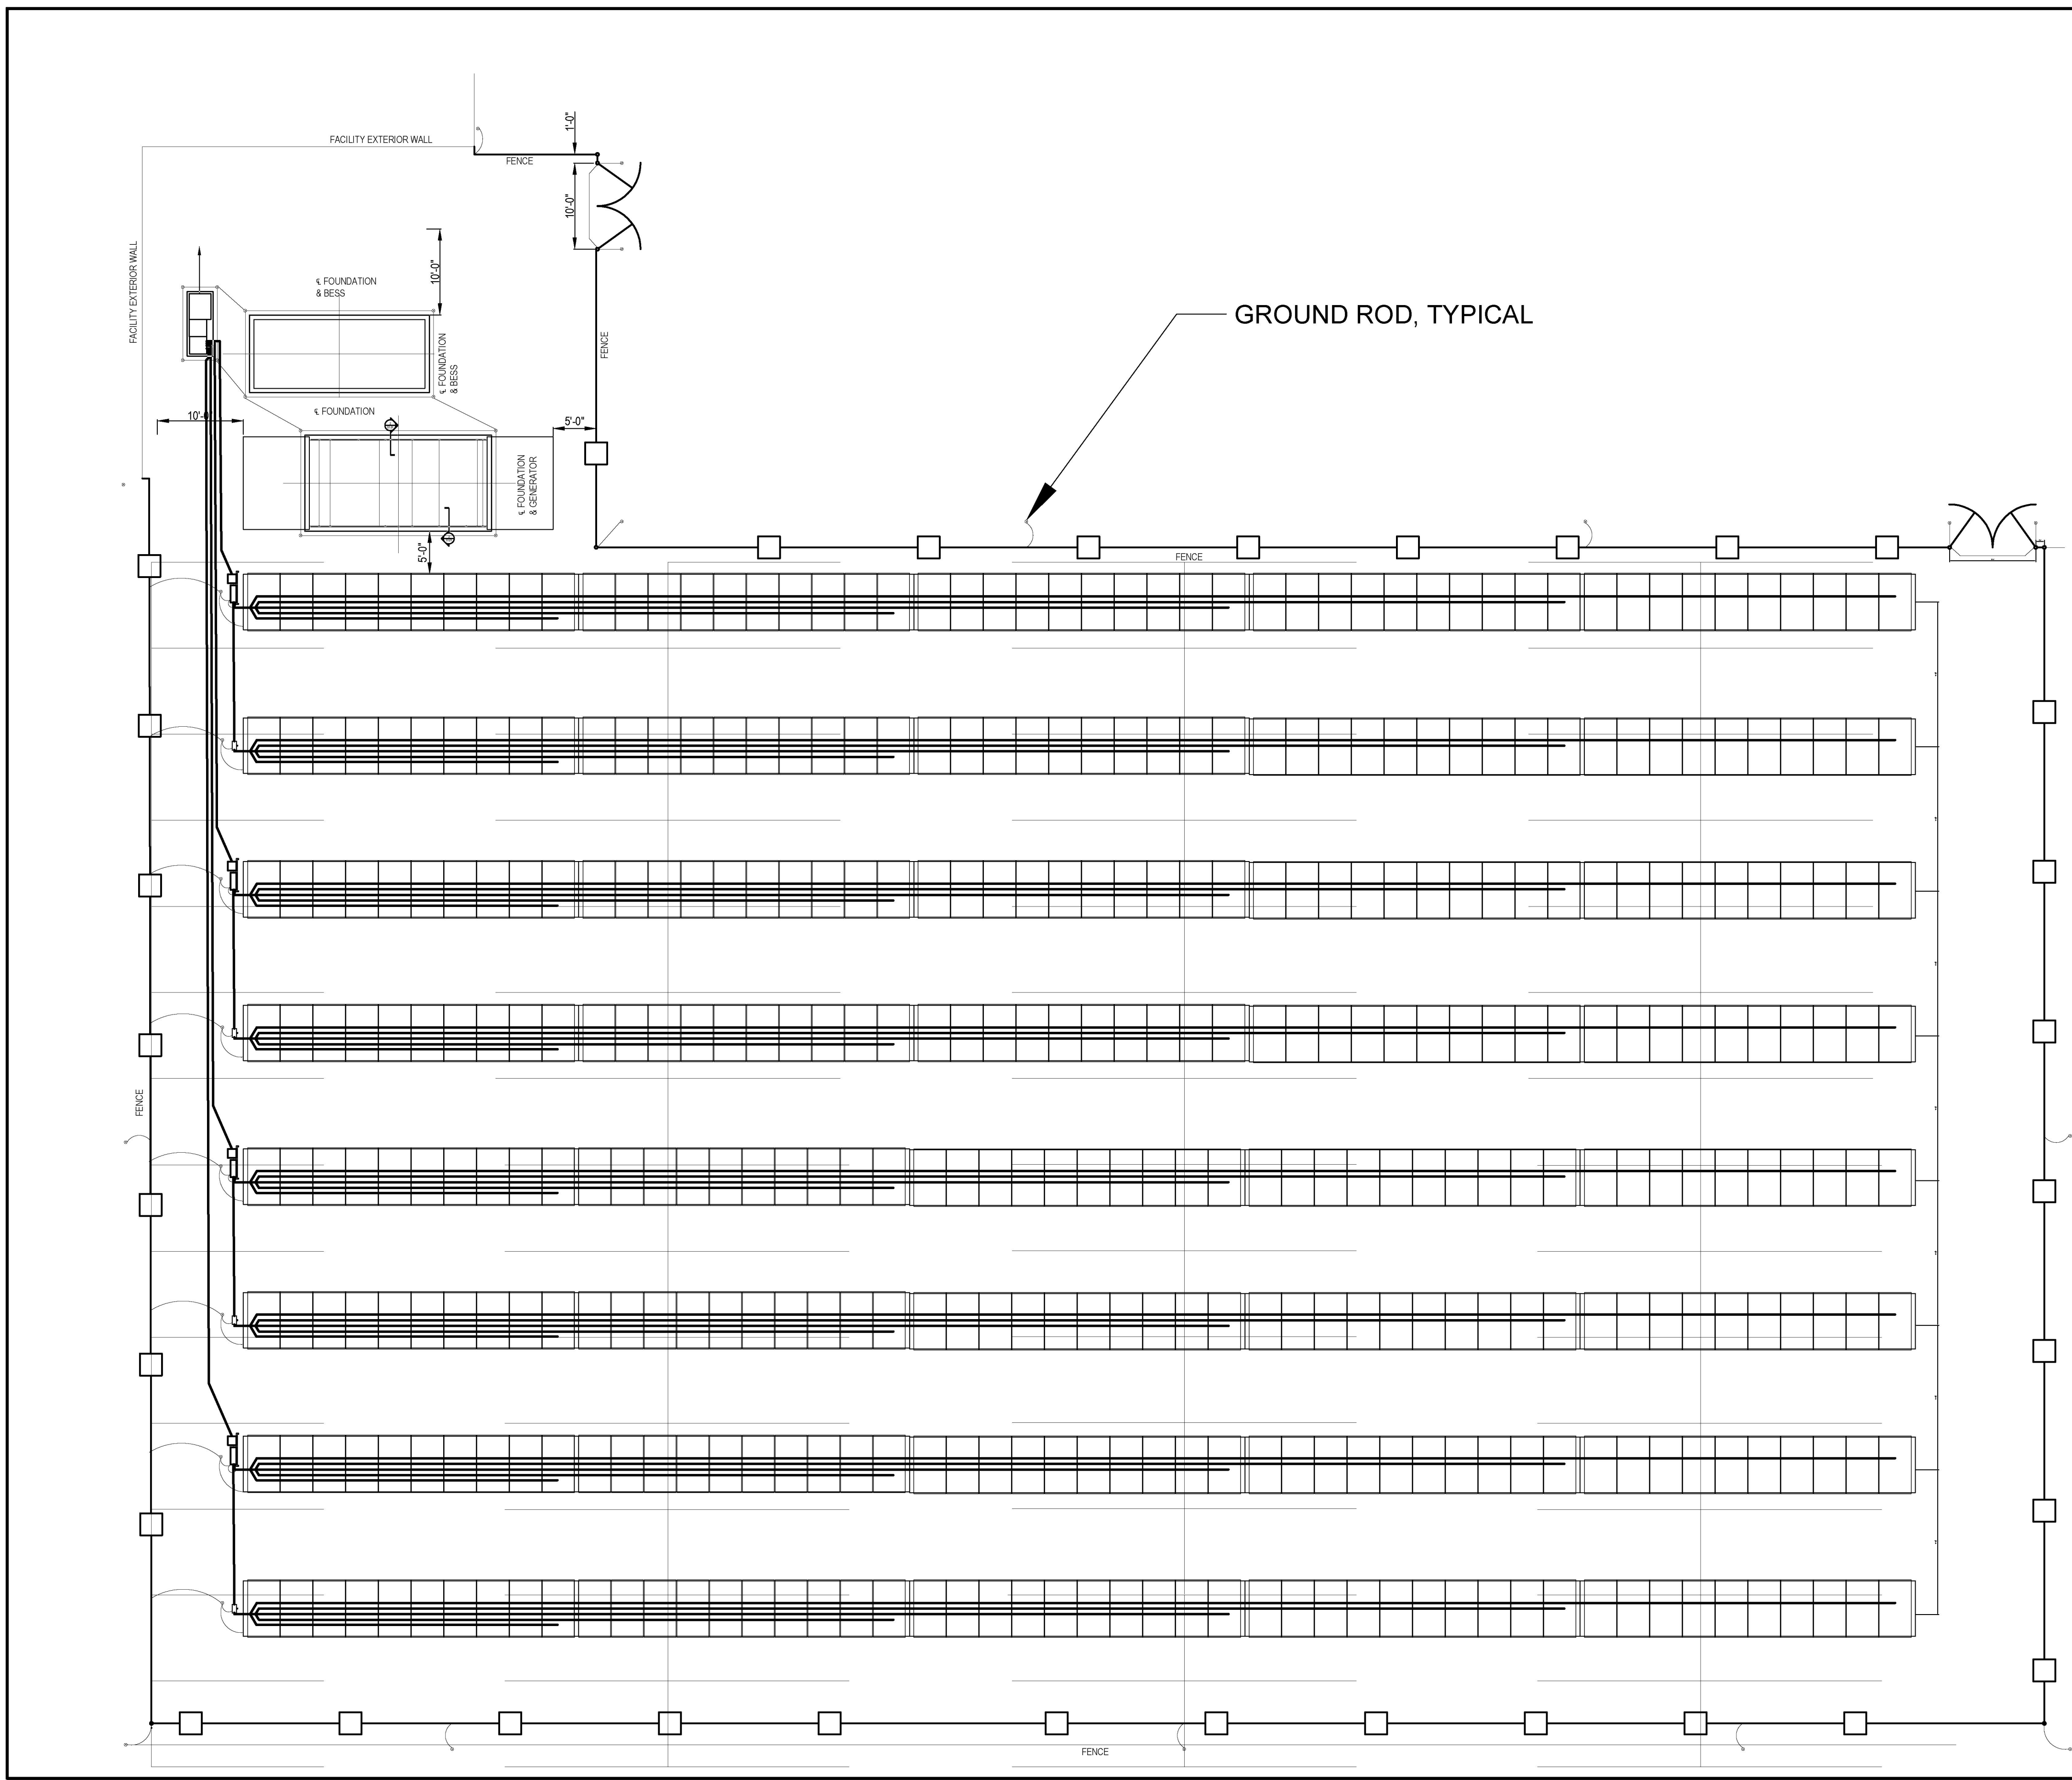 1'-0"
FACILITY EXTERIOR WALL
FENCE
10'-0"
FACILITY EXTERIOR WALL
10'-0"
℄ FOUNDATION
& BESS
GROUND ROD, TYPICAL
FENCE
℄ FOUNDATION
& BESS
10'-0"
℄ FOUNDATION
5'-0"
℄ FOUNDATION
& GENERATOR
5'-0"
FENCE
FENCE
FENCE